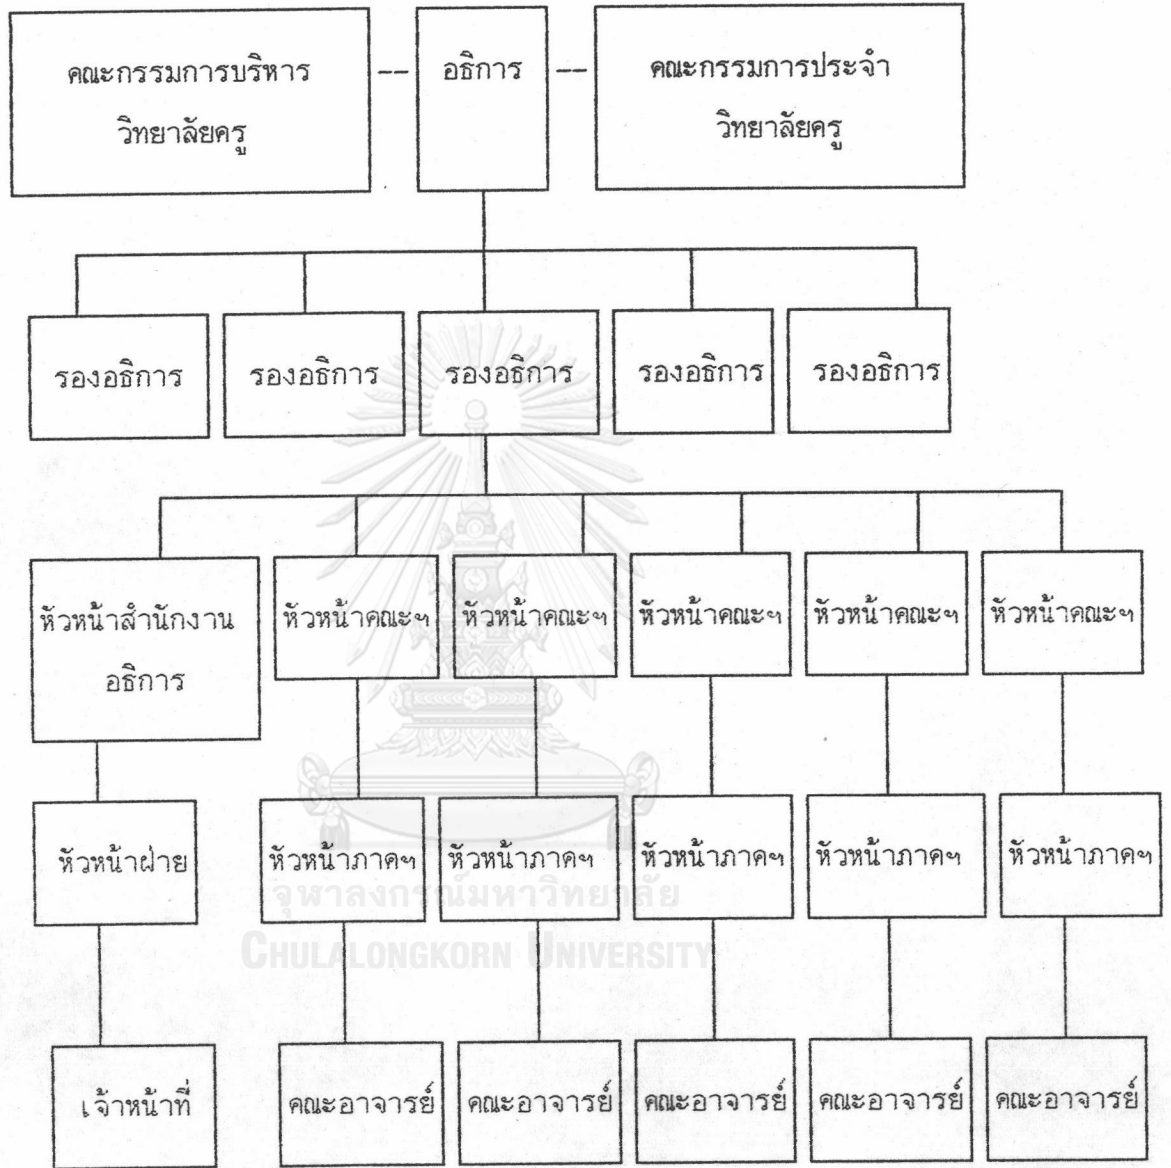 คณะกรรมการบริหาร
วิทยาลัยครู
--
อธิการ
--
คณะกรรมการประจำ
วิทยาลัยครู
รองอธิการ
รองอธิการ
รองอธิการ
รองอธิการ
รองอธิการ
หัวหน้าสำนักงาน
อธิการ
หัวหน้าคณะฯ
หัวหน้าคณะฯ
หัวหน้าคณะฯ
หัวหน้าคณะฯ
หัวหน้าคณะฯ
หัวหน้าฝ่าย
หัวหน้าภาคฯ
หัวหน้าภาคฯ
หัวหน้าภาคฯ
หัวหน้าภาคฯ
หัวหน้าภาคฯ
จุฬาลงกรณ์มหาวิทยาลัย
CHULALONGKORN UNIVERSITY
เจ้าหน้าที่
คณะอาจารย์
คณะอาจารย์
คณะอาจารย์
คณะอาจารย์
คณะอาจารย์